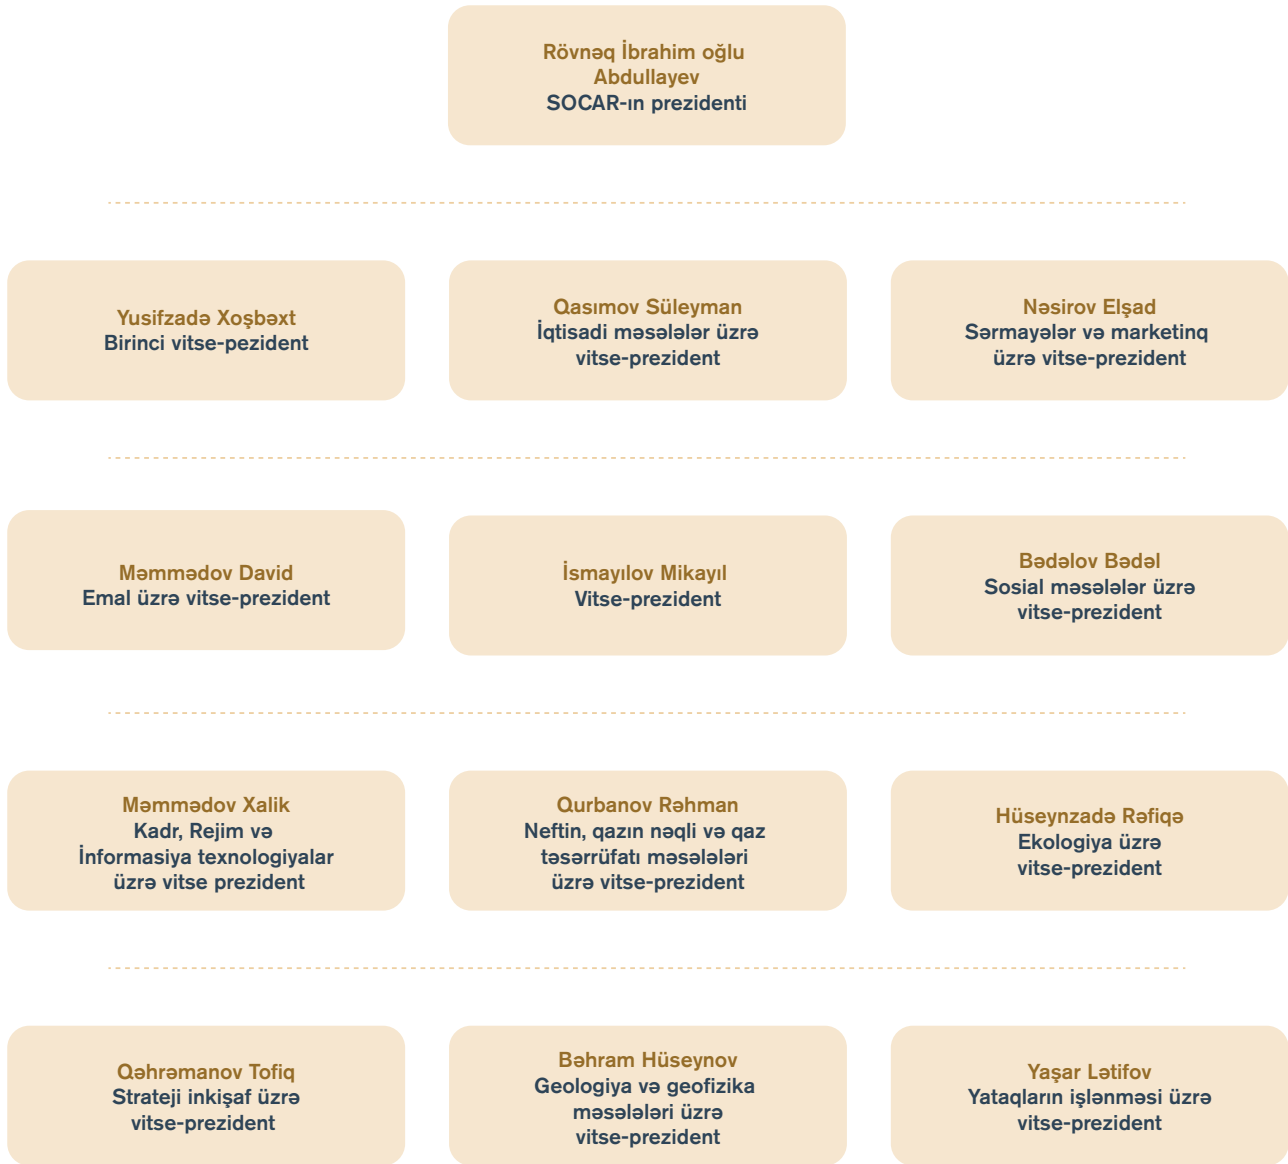 Rövnəq İbrahim oğlu
Abdullayev
SOCAR-ın prezidenti
Yusifzadə Xoşbəxt
Birinci vitse-pezident
Qasımov Süleyman
İqtisadi məsələlər üzrə
vitse-prezident
Nəsirov Elşad
Sərmayələr və marketinq
üzrə vitse-prezident
Məmmədov David
Emal üzrə vitse-prezident
İsmayılov Mikayıl
Vitse-prezident
Bədəlov Bədəl
Sosial məsələlər üzrə
vitse-prezident
Məmmədov Xalik
Kadr, Rejim və
İnformasiya texnologiyalar
üzrə vitse prezident
Qurbanov Rəhman
Neftin, qazın nəqli və qaz
təsərrüfatı məsələləri
üzrə vitse-prezident
Hüseynzadə Rəfiqə
Ekologiya üzrə
vitse-prezident
Qəhrəmanov Tofiq
Strateji inkişaf üzrə
vitse-prezident
Bəhram Hüseynov
Geologiya və geofizika
məsələləri üzrə
vitse-prezident
Yaşar Lətifov
Yataqların işlənməsi üzrə
vitse-prezident